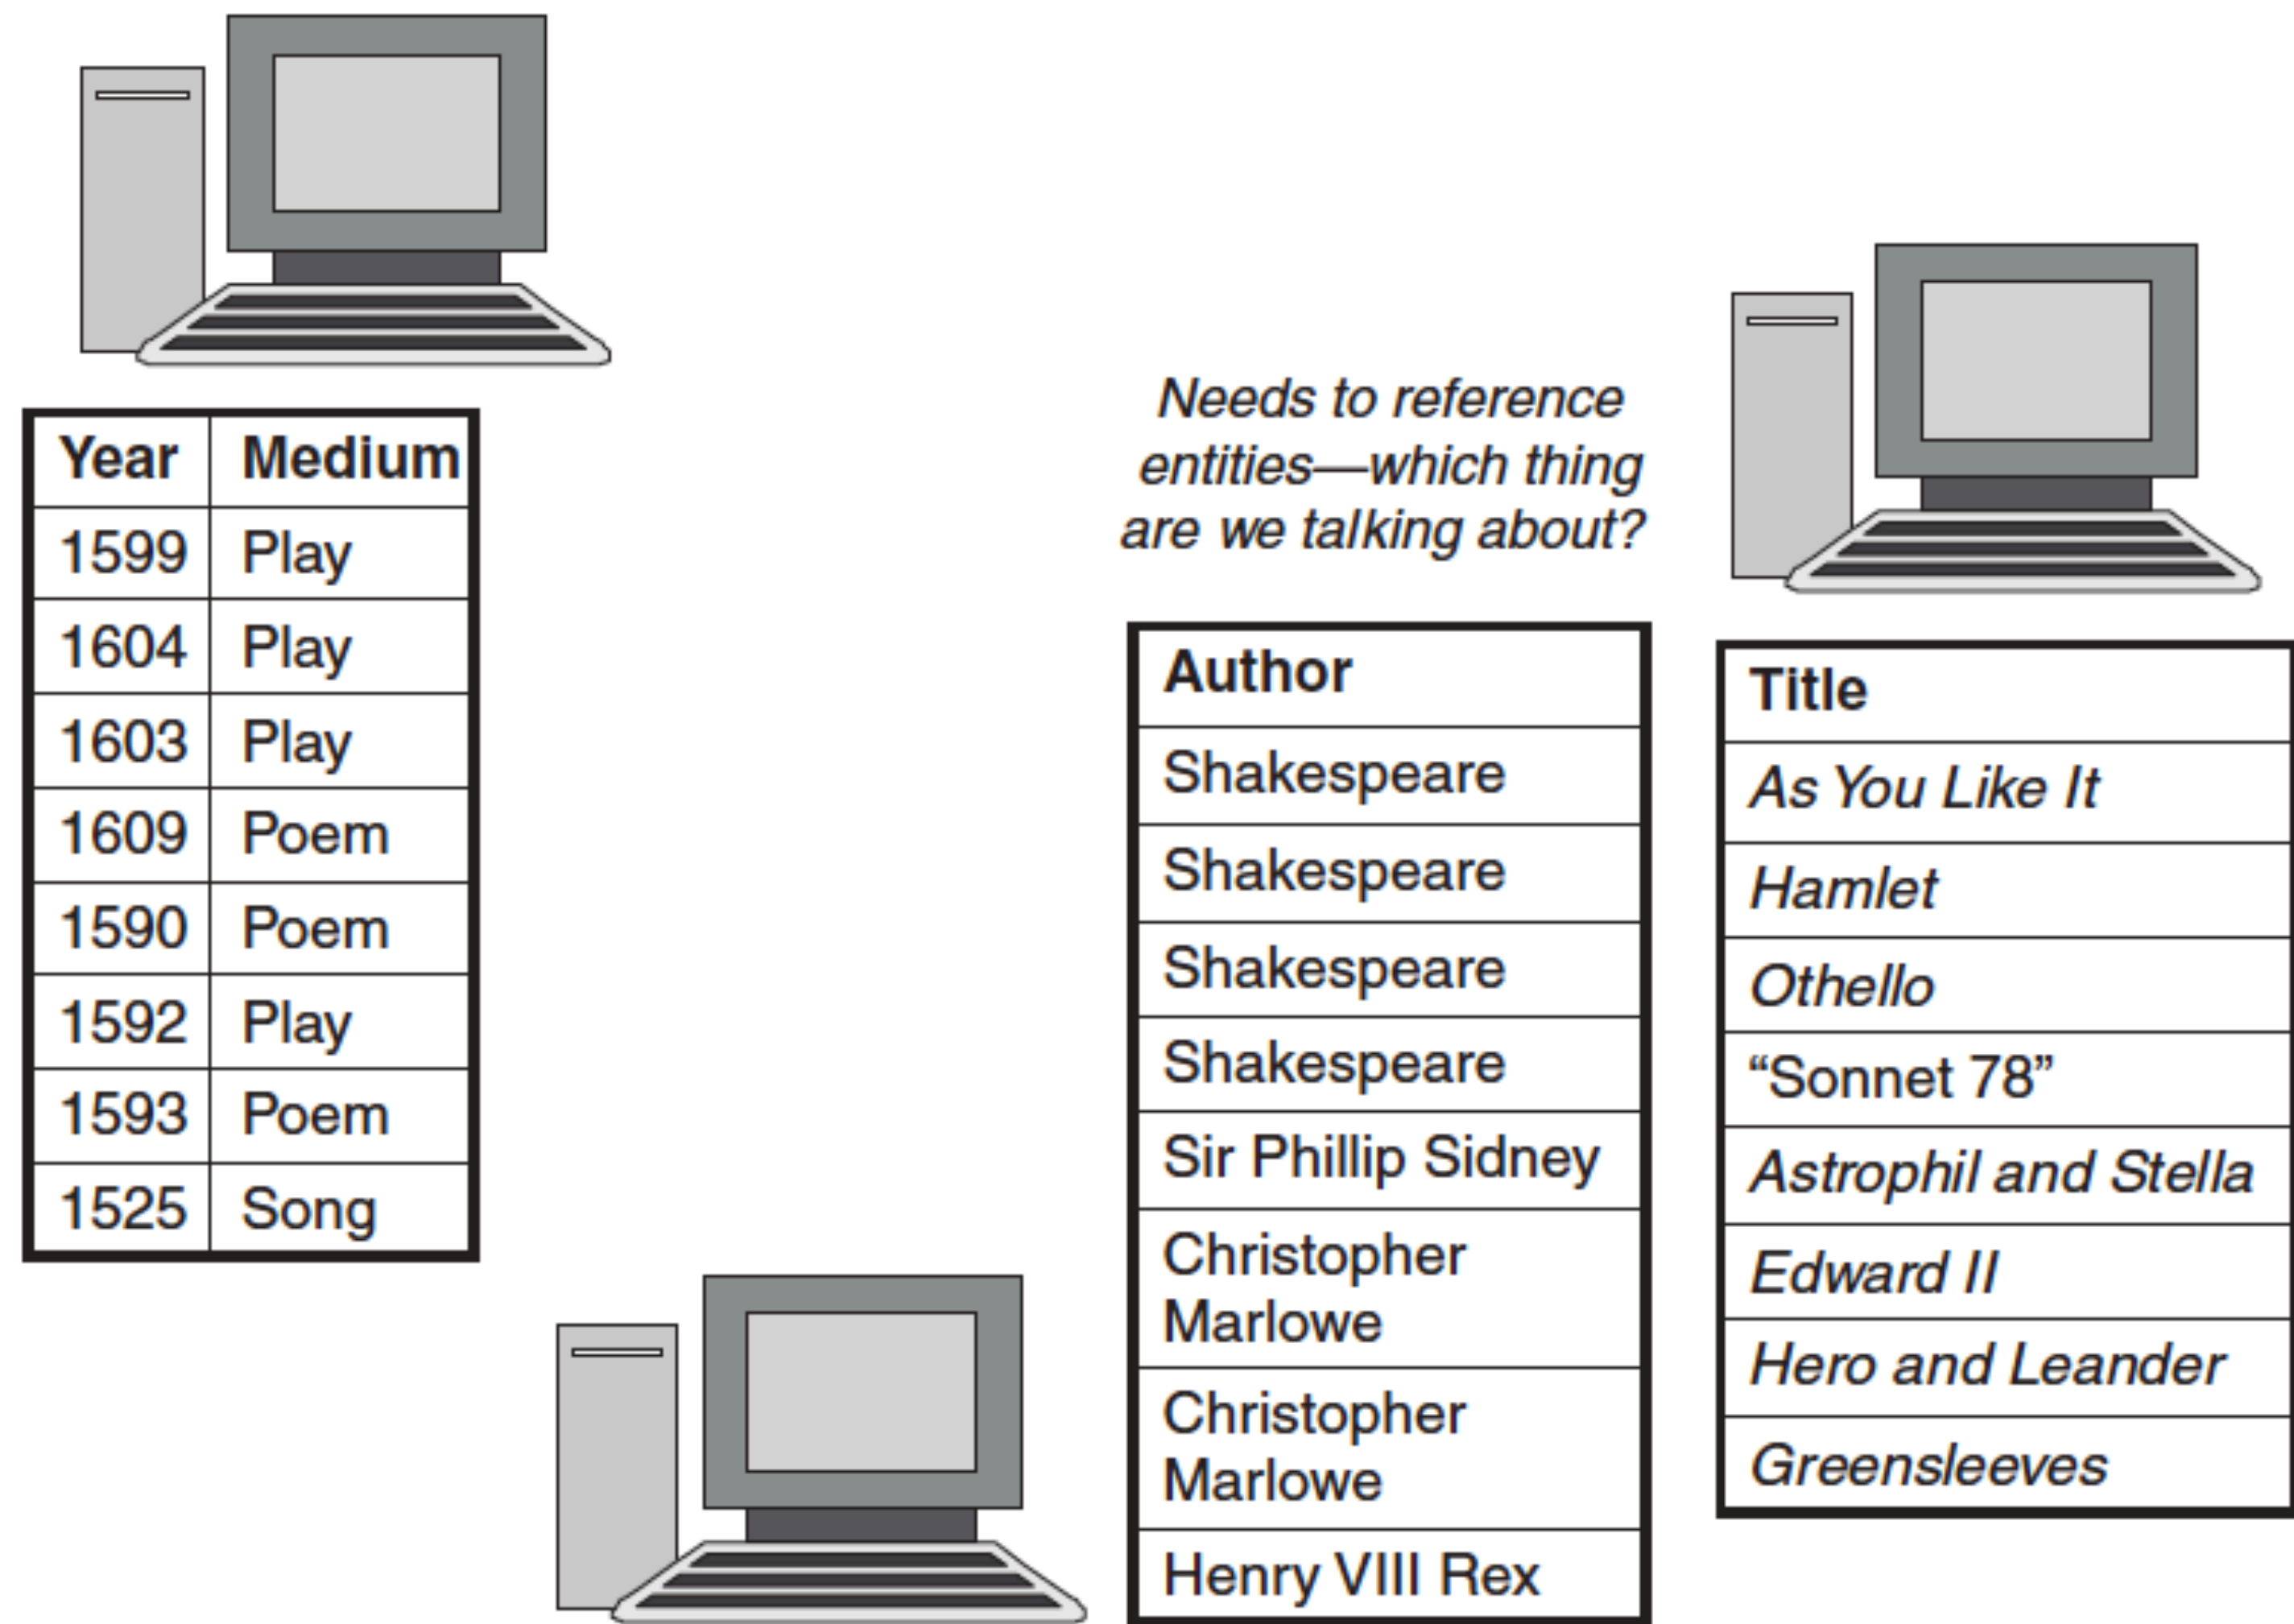 Year Medium
1599 Play
1604 Play
1603 Play
1609 Poem
1590 Poem
1592 Play
1593 Poem
1525 Song
Needs to reference
entities—which thing
are we talking about?
Author
Shakespeare
Shakespeare
Shakespeare
Shakespeare
Sir Phillip Sidney
Christopher
Marlowe
Christopher
Marlowe
Henry VIII Rex
Title
As You Like It
Hamlet
Othello
“Sonnet 78”
Astrophil and Stella
Edward II
Hero and Leander
Greensleeves